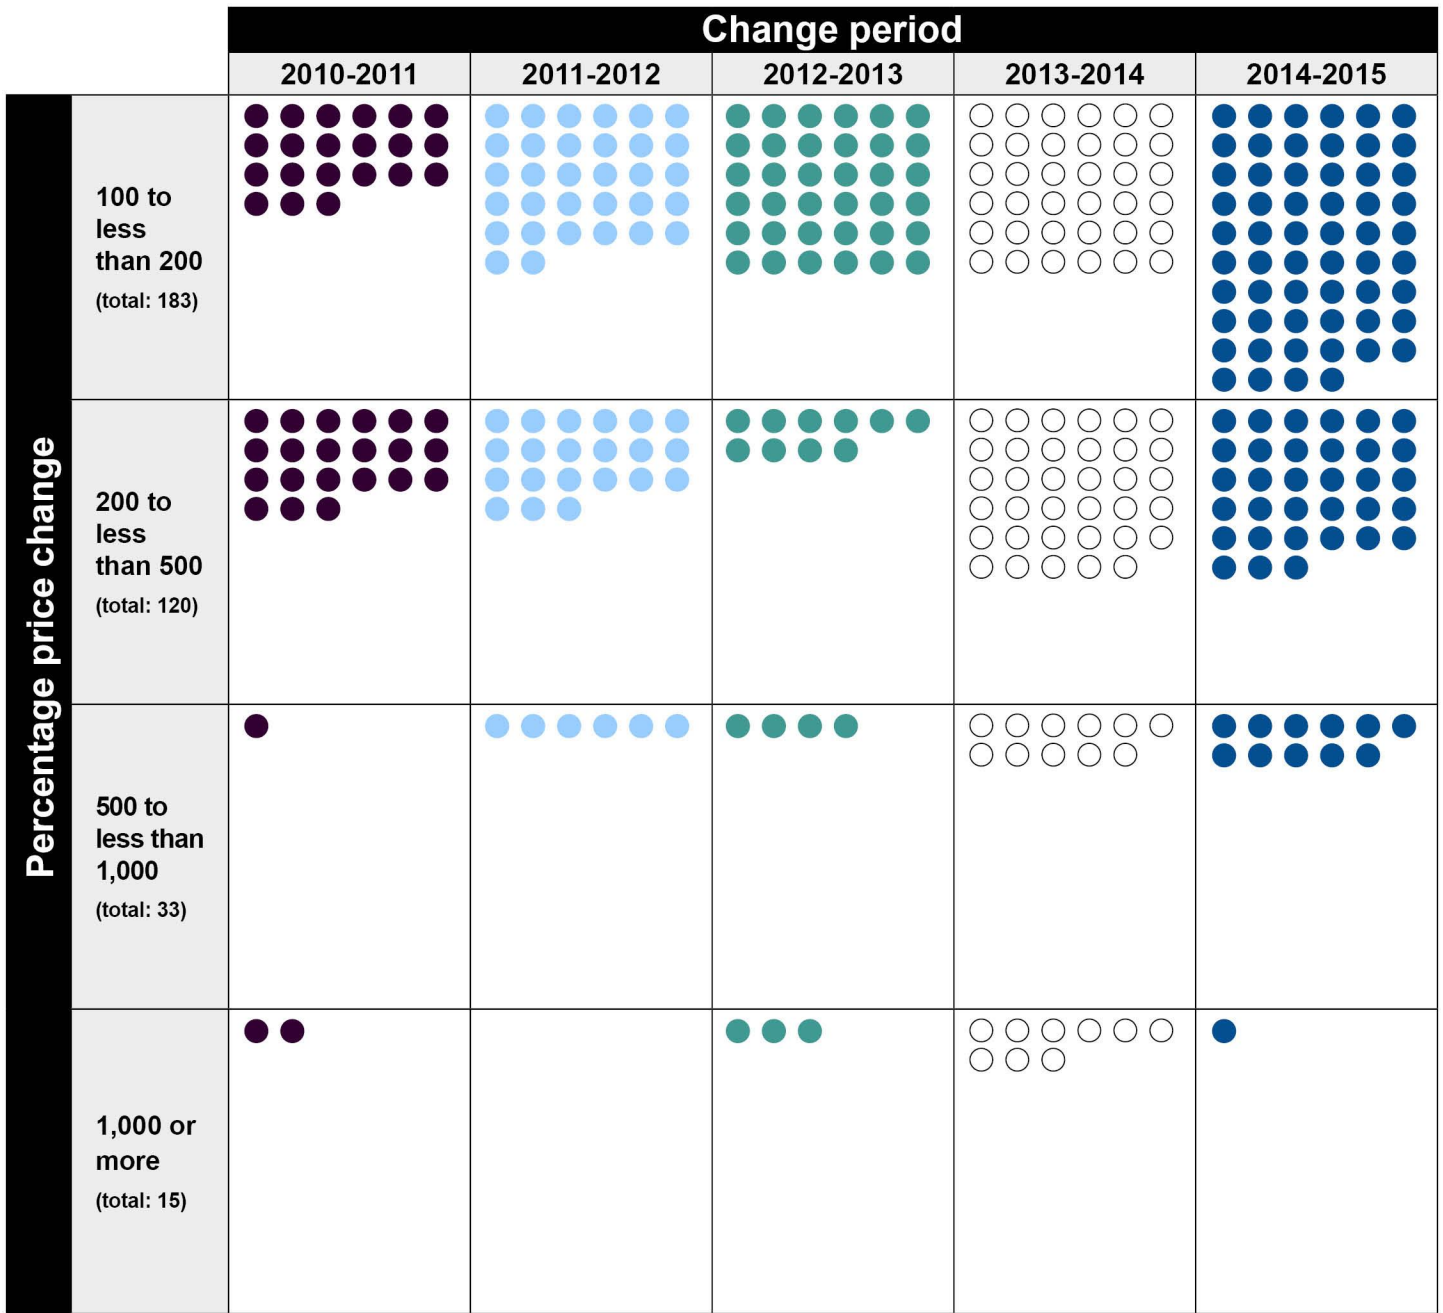 Change period
2010-2011
2011-2012
2012-2013
2013-2014
2014-2015
Percentage price change
100 to
less
than 200
(total: 183)
200 to
less
than 500
(total: 120)
500 to
less than
1,000
(total: 33)
1,000 or
more
(total: 15)